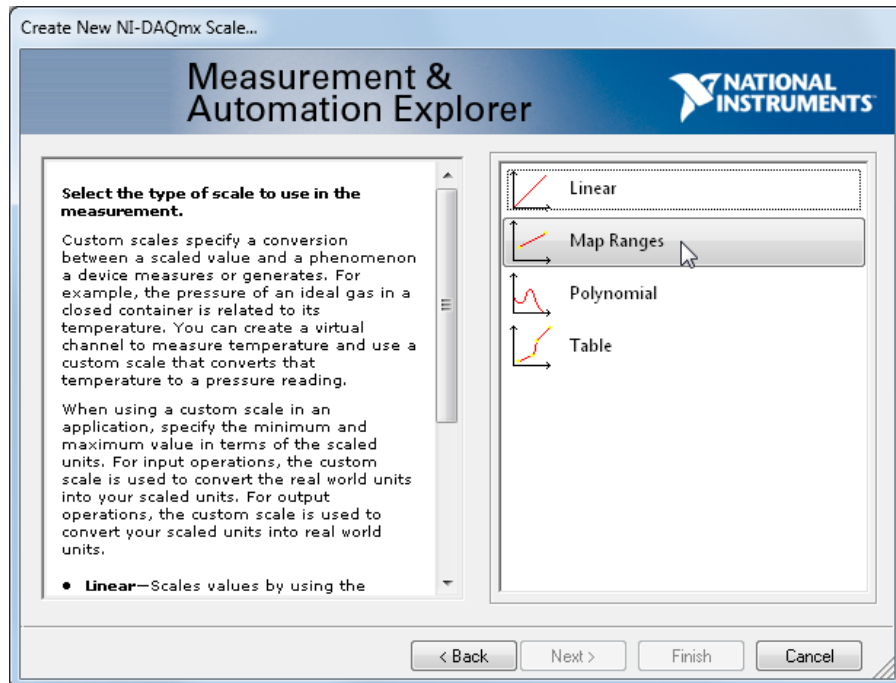 Create New NI-DAQmx Scale...
Measurement &
Automation Explorer
NATIONAL
INSTRUMENTS
Select the type of scale to use in the
measurement.
Custom scales specify a conversion
between a scaled value and a phenomenon
a device measures or generates. For
example, the pressure of an ideal gas in a
closed container is related to its
temperature. You can create a virtual
channel to measure temperature and use a
custom scale that converts that
temperature to a pressure reading.
When using a custom scale in an
application, specify the minimum and
maximum value in terms of the scaled
units. For input operations, the custom
scale is used to convert the real world units
into your scaled units. For output
operations, the custom scale is used to
convert your scaled units into real world
units.
• Linear—Scales values by using the
Linear
Map Ranges
Polynomial
Table
< Back
Next >
Finish
Cancel